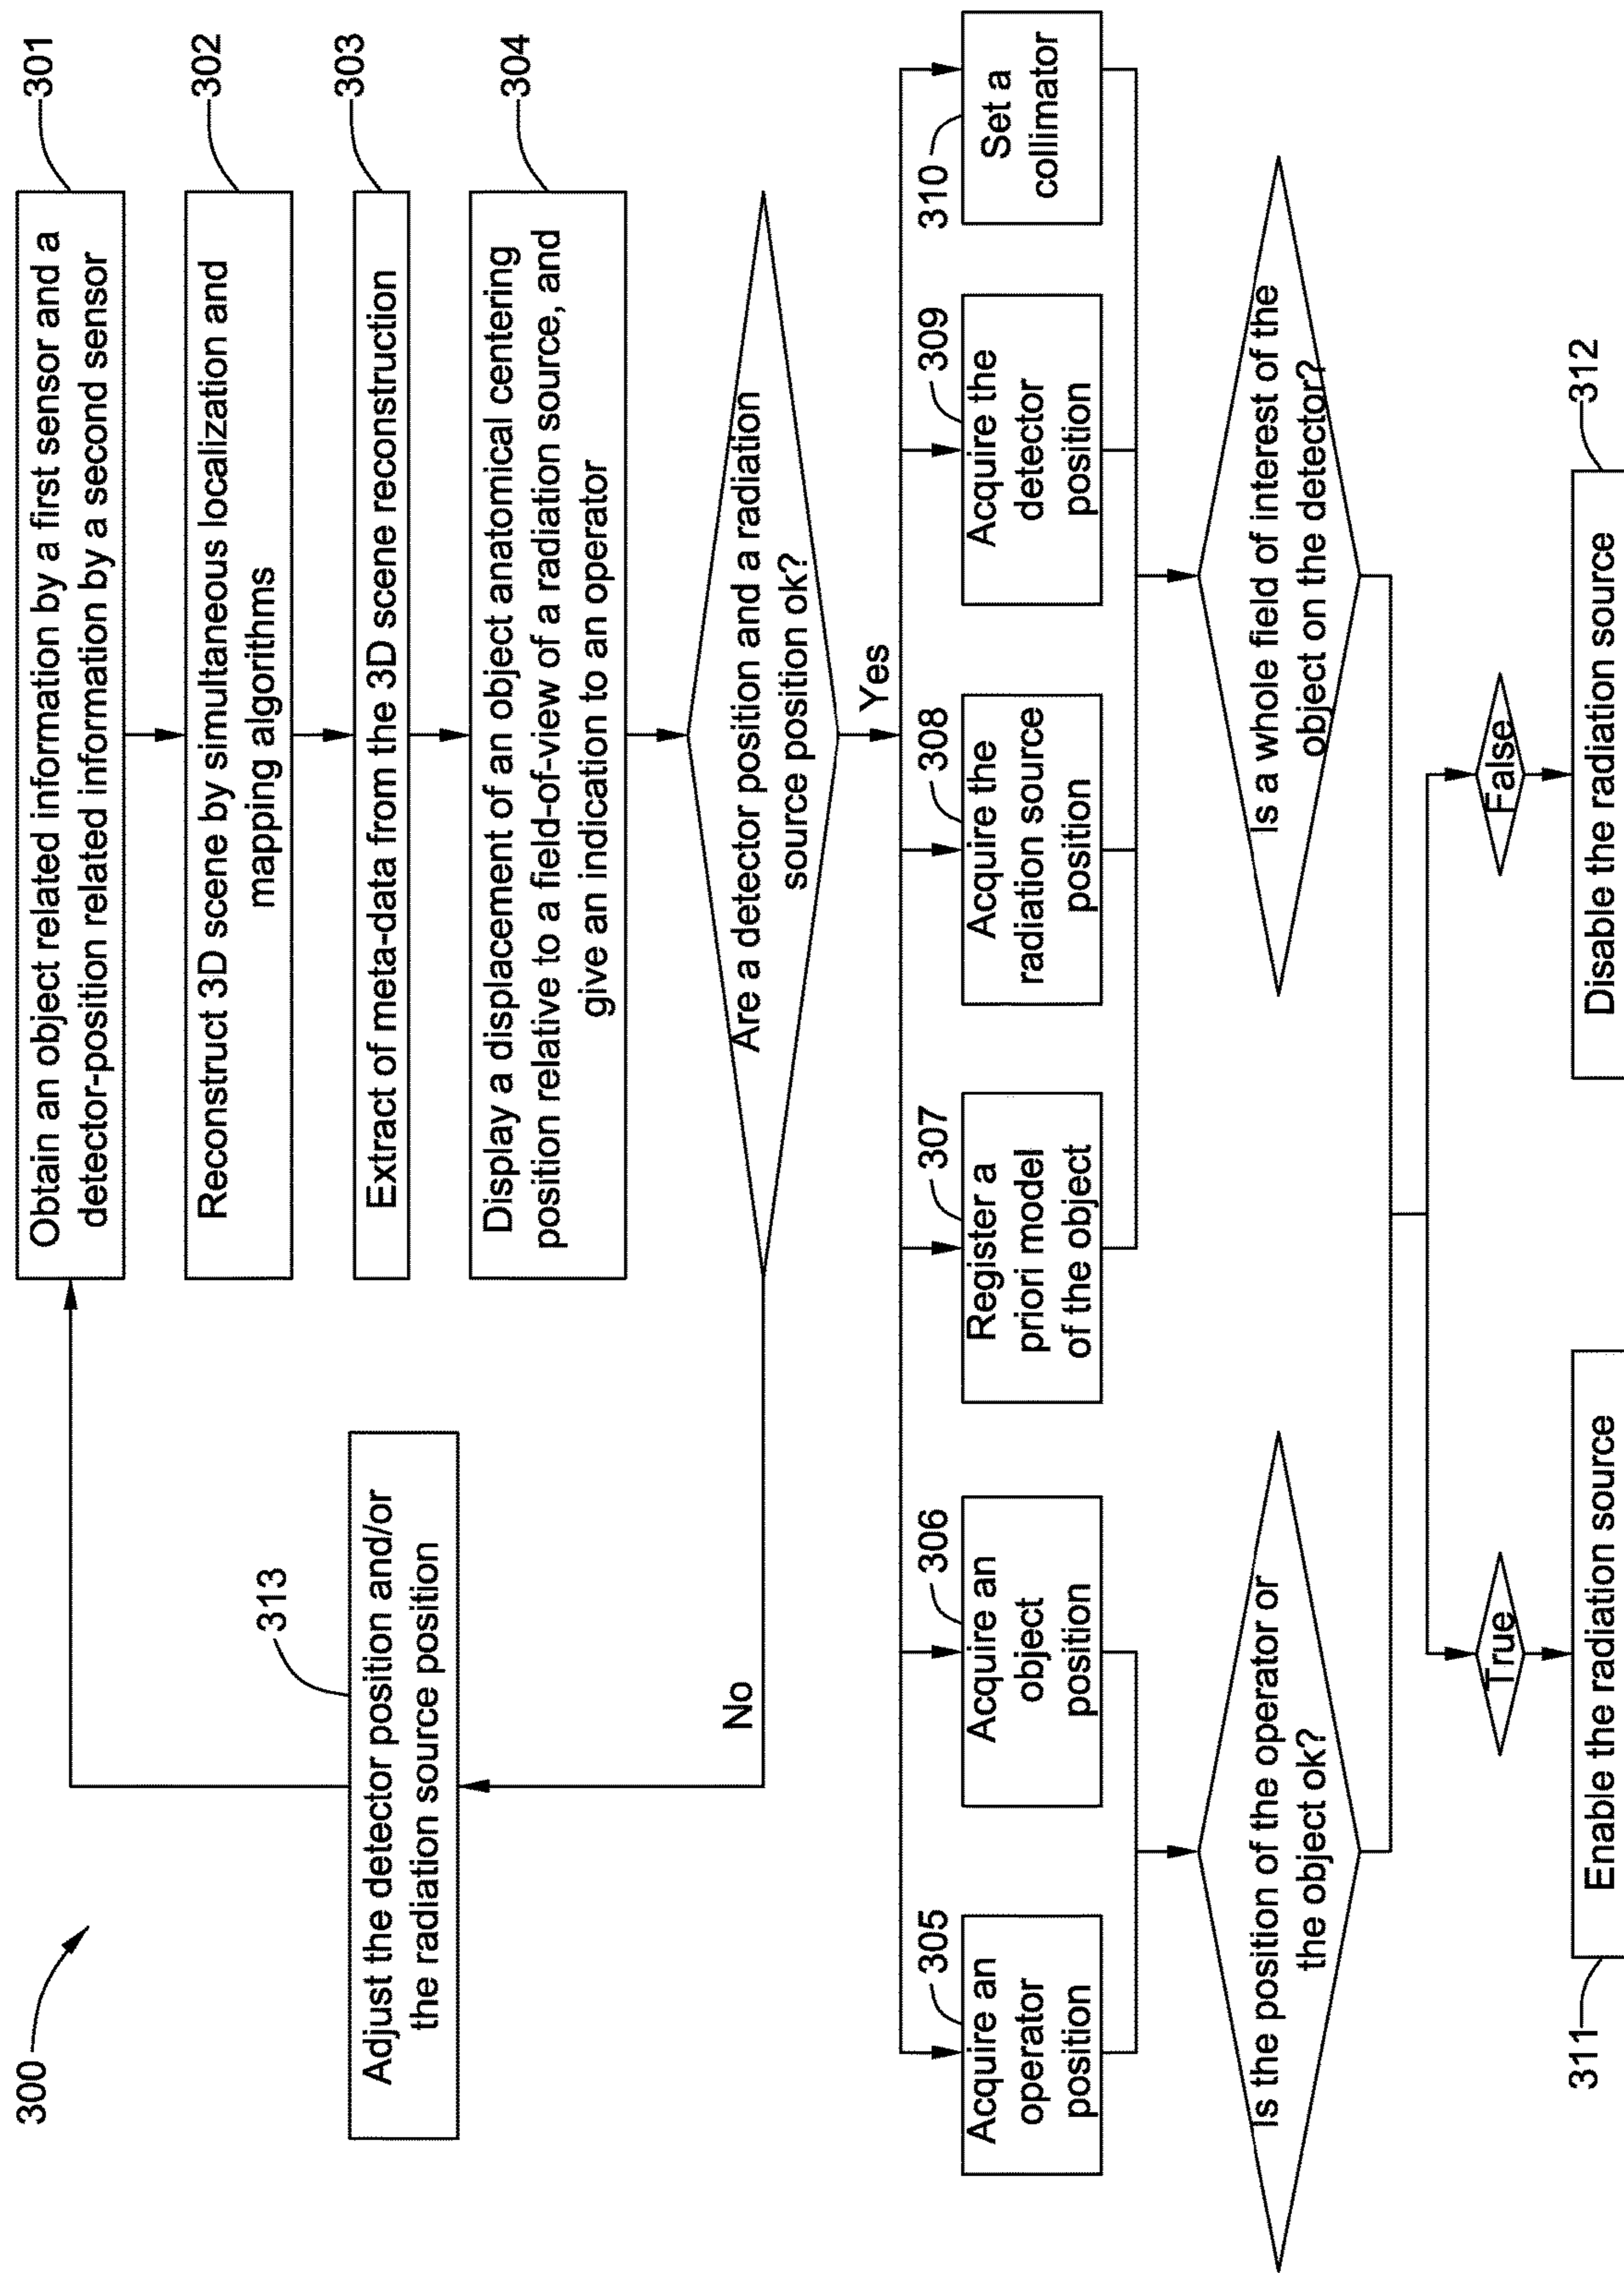 300
301
Obtain an object related information by a first sensor and a
detector-position related information by a second sensor
302
Reconstruct 3D scene by simultaneous localization and
mapping algorithms
303
Extract of meta-data from the 3D scene reconstruction
304
Display a displacement of an object anatomical centering
position relative to a field-of-view of a radiation source, and
give an indication to an operator
313
Adjust the detector position and/or
the radiation source position
Are a detector position and a radiation
source position ok?
No
Yes
305
Acquire an
operator
position
306
Acquire an
object
position
307
Register a
priori model
of the object
308
Acquire the
radiation source
position
309
Acquire the
detector
position
310
Set a
collimator
Is the position of the operator or
the object ok?
Is a whole field of interest of the
object on the detector?
True
False
311
Enable the radiation source
312
Disable the radiation source